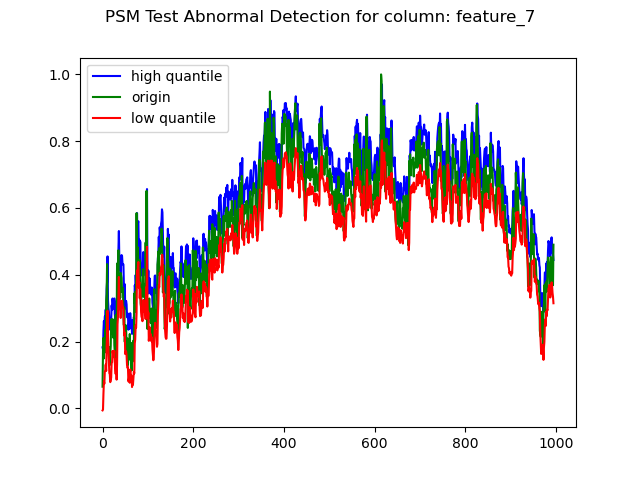 PSM Test Abnormal Detection for column: feature_7
high quantile
origin
low quantile
1.0
0.8
0.6
0.4
0.2
0.0
0 200 400 600 800 1000